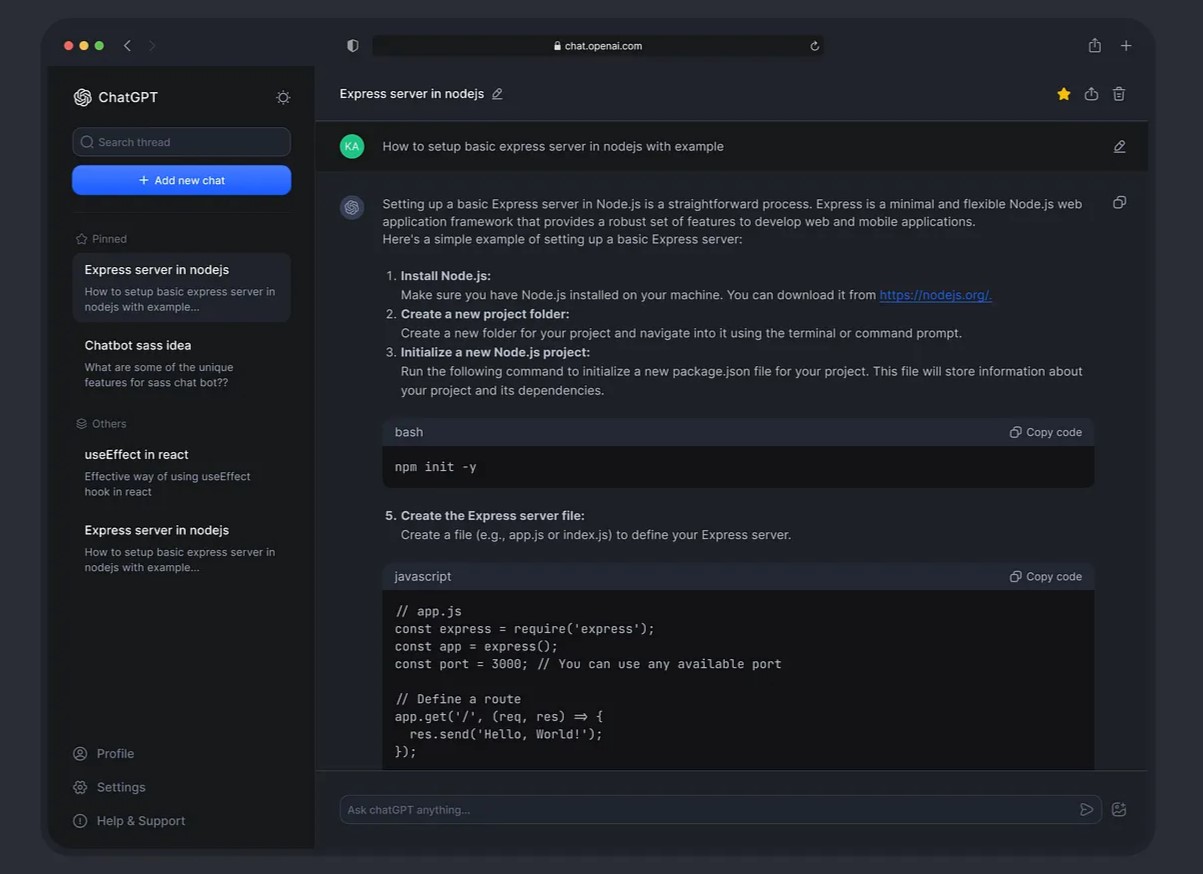 chat.openai.com
ChatGPT
Search thread
+ Add new chat
Pinned
Express server in nodejs
How to setup basic express server in
nodejs with example...
Chatbot sass idea
What are some of the unique
features for sass chat bot??
Others
useEffect in react
Effective way of using useEffect
hook in react
Express server in nodejs
How to setup basic express server in
nodejs with example...
Profile
Settings
Help & Support
Express server in nodejs
KA
How to setup basic express server in nodejs with example
Setting up a basic Express server in Node.js is a straightforward process. Express is a minimal and flexible Node.js web
application framework that provides a robust set of features to develop web and mobile applications.
Here's a simple example of setting up a basic Express server:
1. Install Node.js:
Make sure you have Node.js installed on your machine. You can download it from https://nodejs.org/.
2. Create a new project folder:
Create a new folder for your project and navigate into it using the terminal or command prompt.
3. Initialize a new Node.js project:
Run the following command to initialize a new package.json file for your project. This file will store information about
your project and its dependencies.
bash
Copy code
npm init -y
5. Create the Express server file:
Create a file (e.g., app.js or index.js) to define your Express server.
javascript
Copy code
// app.js
const express = require('express');
const app = express();
const port = 3000; // You can use any available port
// Define a route
app.get('/', (req, res) => {
res.send('Hello, World!');
});
Ask chatGPT anything...